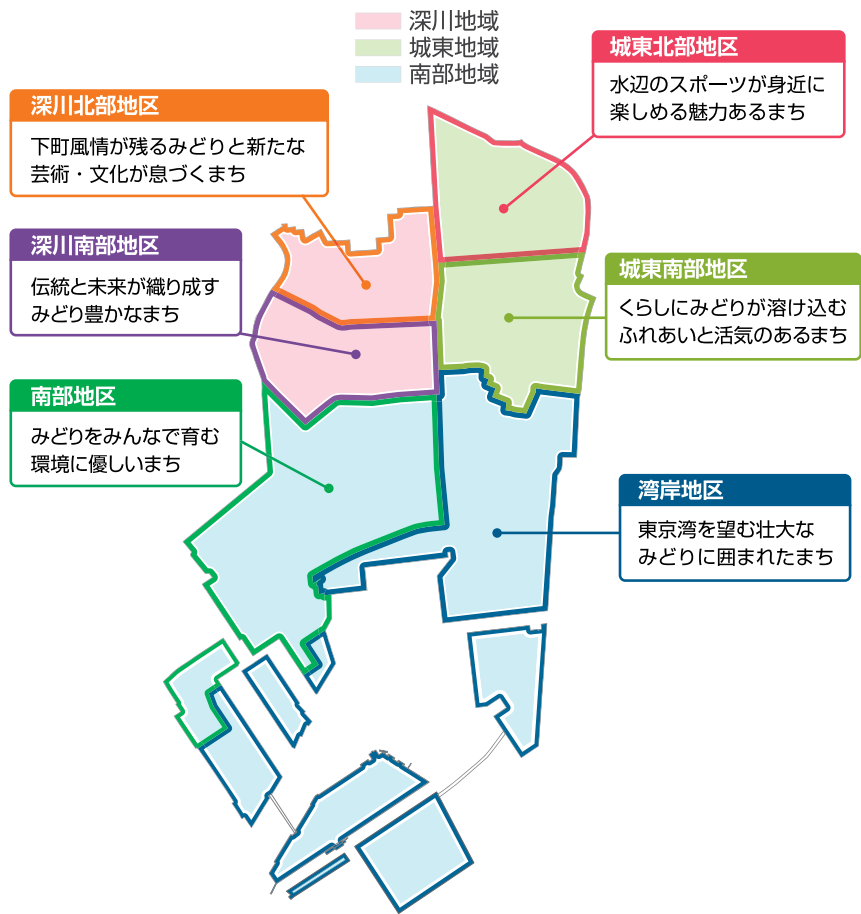 深川地域
城東地域
南部地域
城東北部地区
水辺のスポーツが身近に
楽しめる魅力あるまち
深川北部地区
下町風情が残るみどりと新たな
芸術・文化が息づくまち
深川南部地区
伝統と未来が織り成す
みどり豊かなまち
城東南部地区
くらしにみどりが溶け込む
ふれあいと活気のあるまち
南部地区
みどりをみんなで育む
環境に優しいまち
湾岸地区
東京湾を望む壮大な
みどりに囲まれたまち